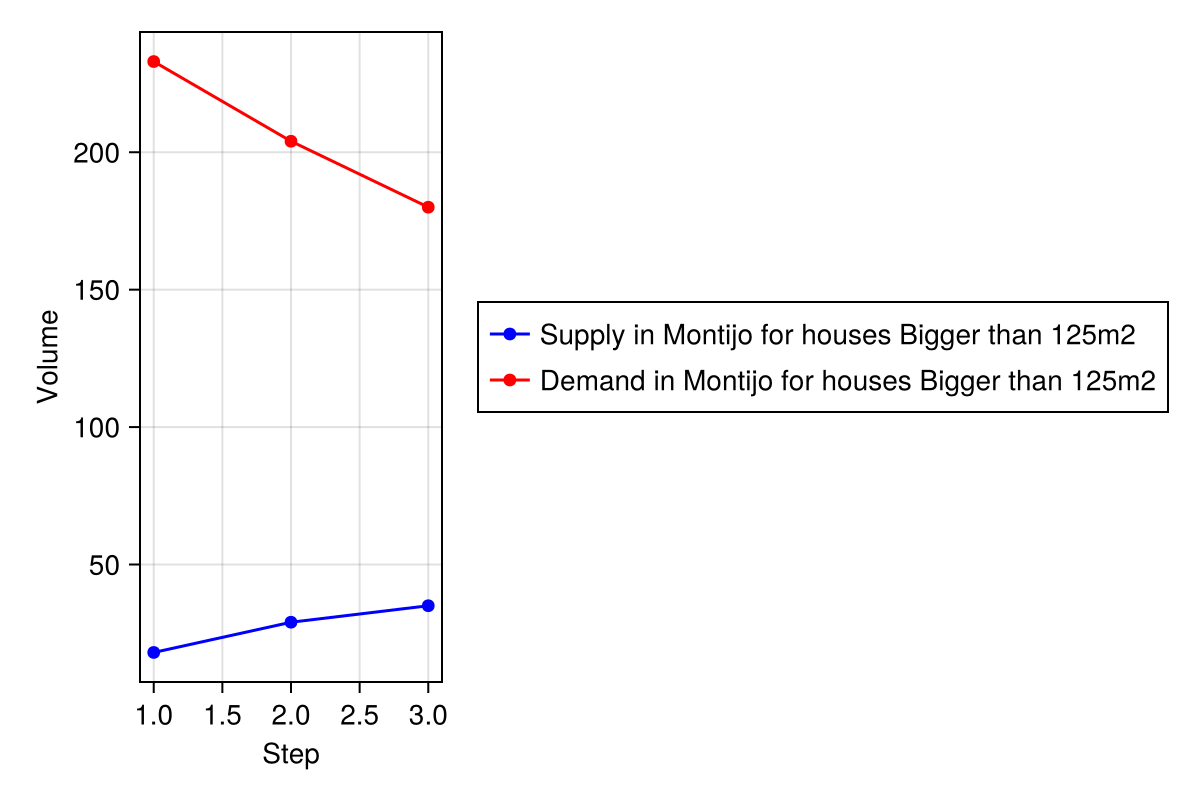 Volume
200
150
100
50
1.0 1.5 2.0 2.5 3.0
Step
Supply in Montijo for houses Bigger than 125m2
Demand in Montijo for houses Bigger than 125m2